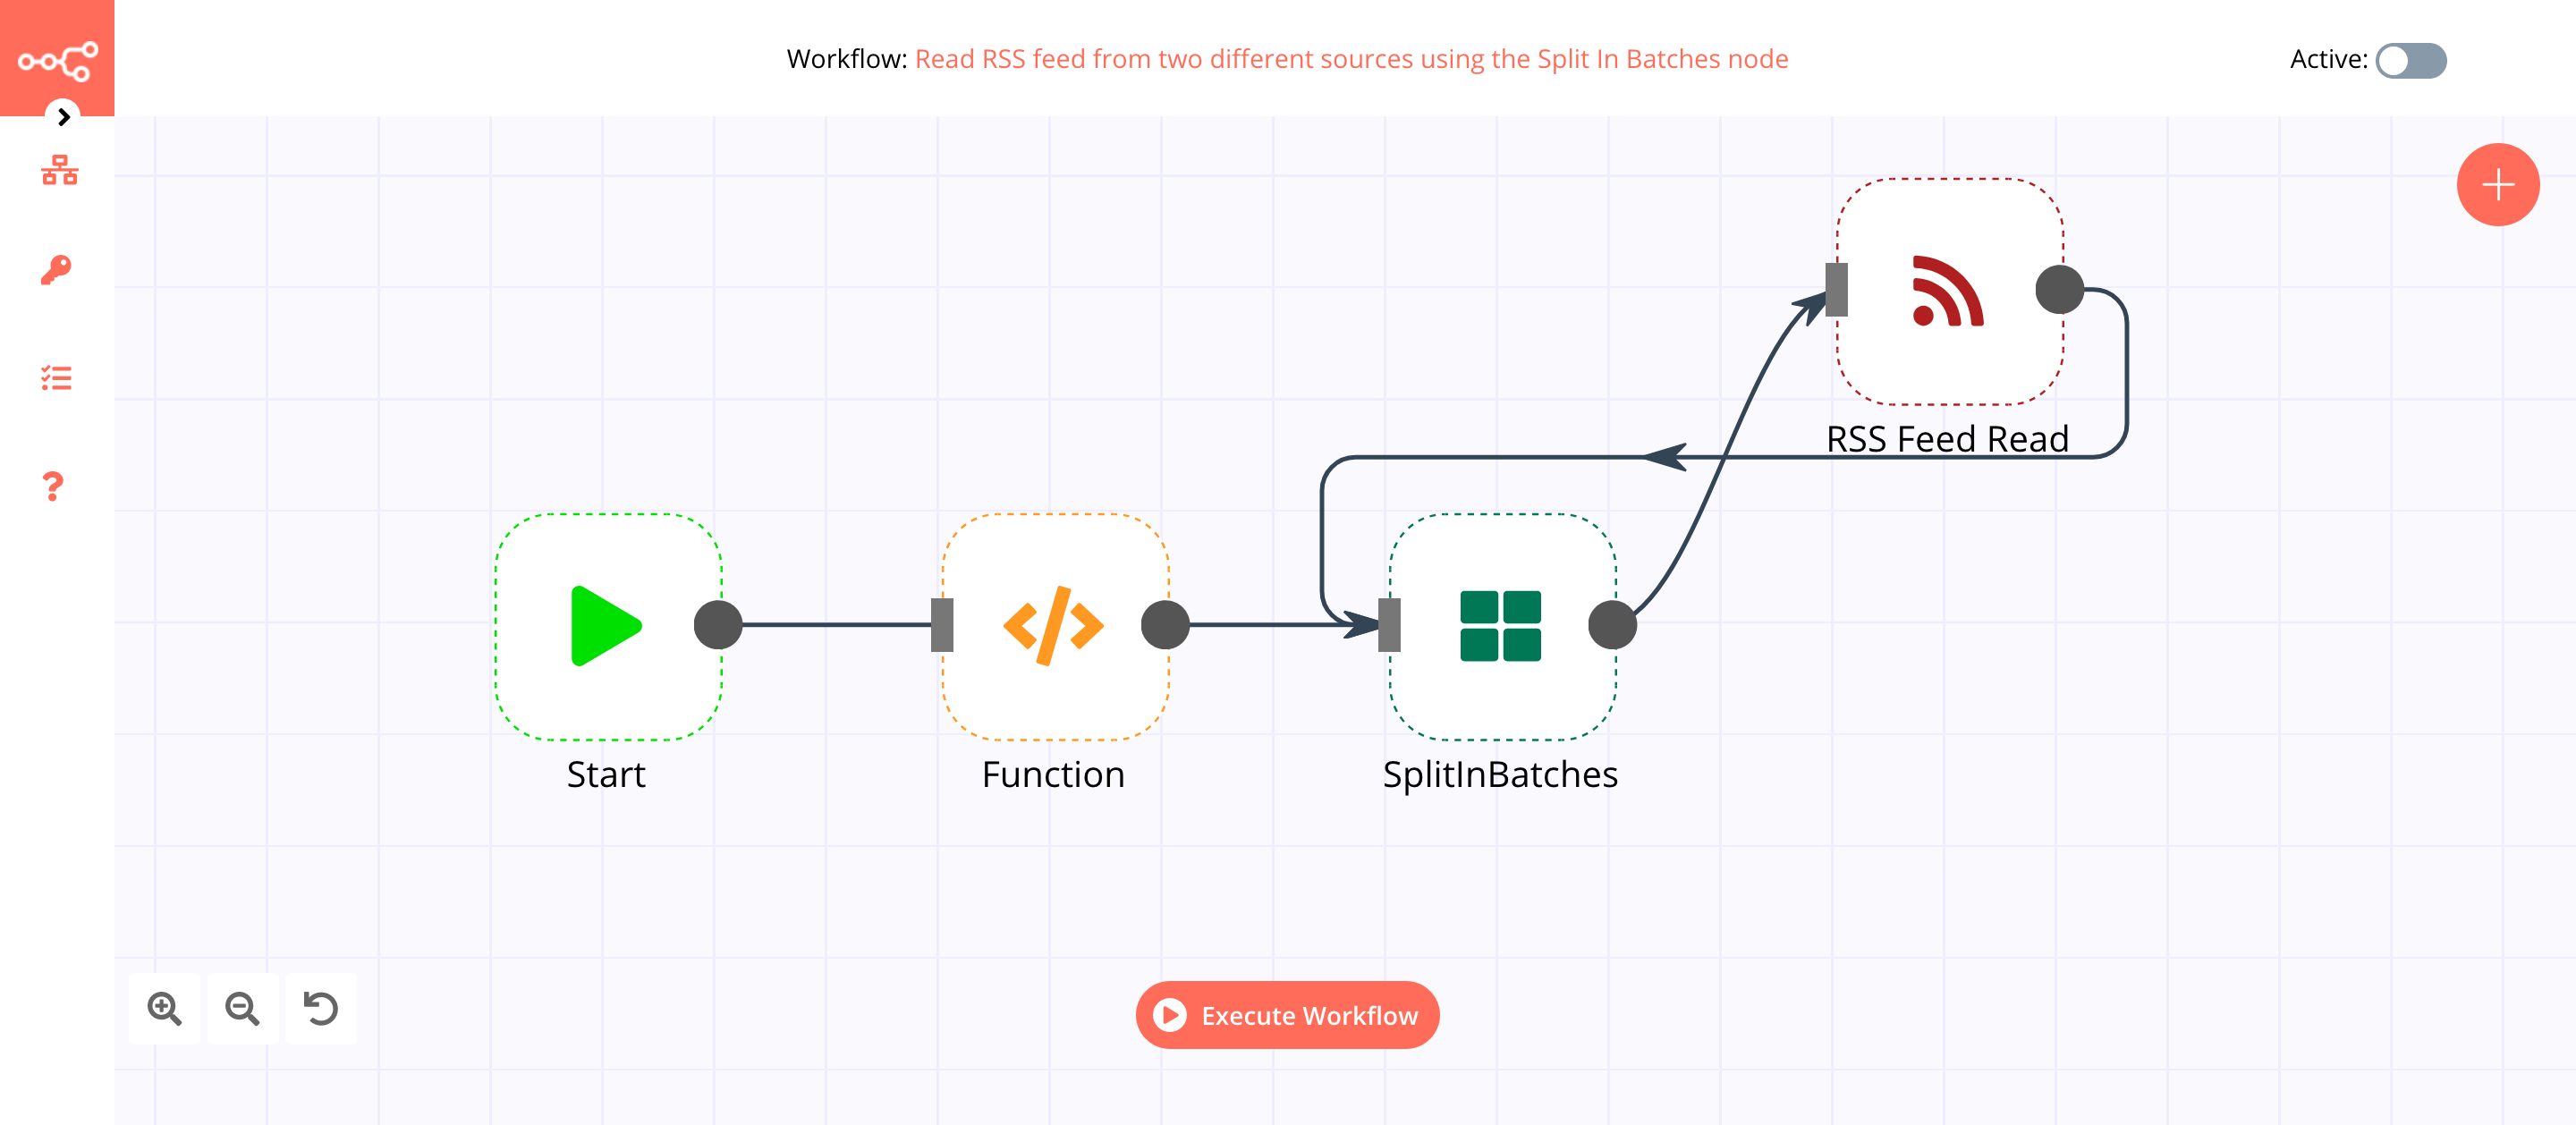 Workflow: Read RSS feed from two different sources using the Split In Batches node
Active:
RSS Feed Read
Start
Function
SplitInBatches
Execute Workflow